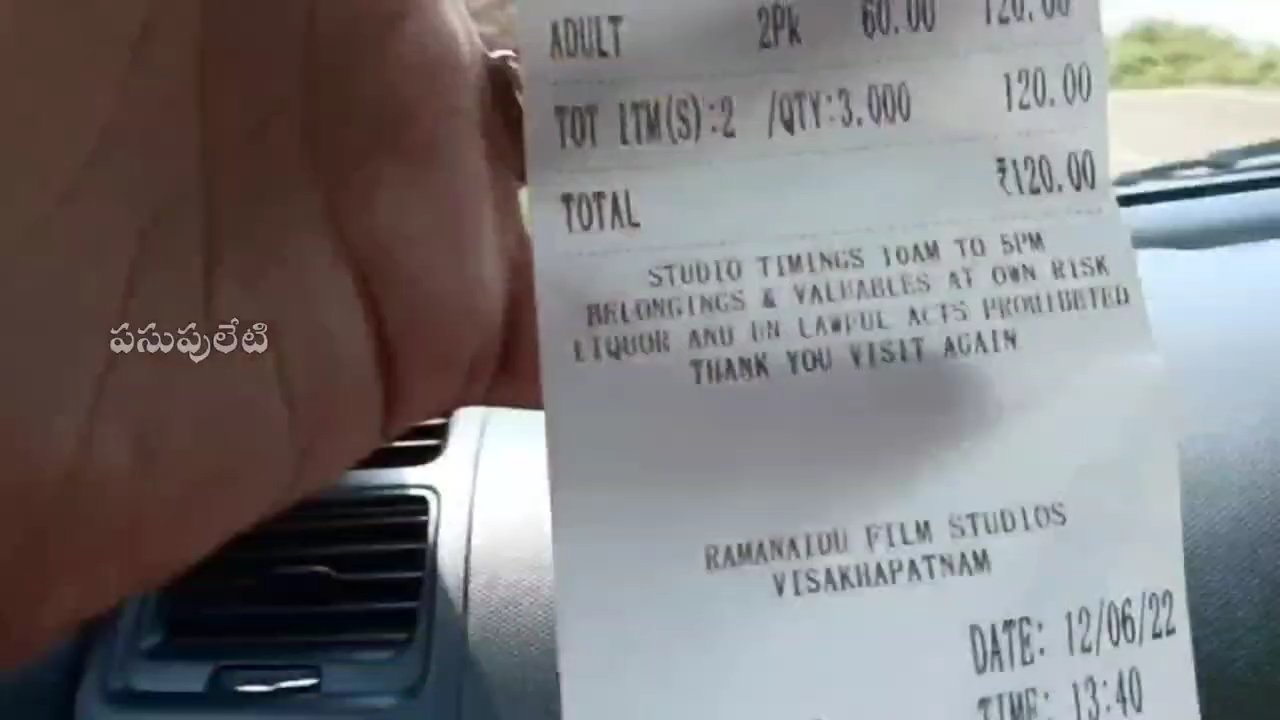 ADULT 2Pk 60.00 120.00
TOT ITM(S):2 /QTY:3.000 120.00
TOTAL ₹120.00
STUDIO TIMINGS 10AM TO 5PM
BELONGINGS & VALUABLES AT OWN RISK
LIQUOR AND UN LAWFUL ACTS PROHIBITED
THANK YOU VISIT AGAIN
పసుపులేటి
RAMANAIDU FILM STUDIOS
VISAKHAPATNAM
DATE: 12/06/22
TIME: 13:40